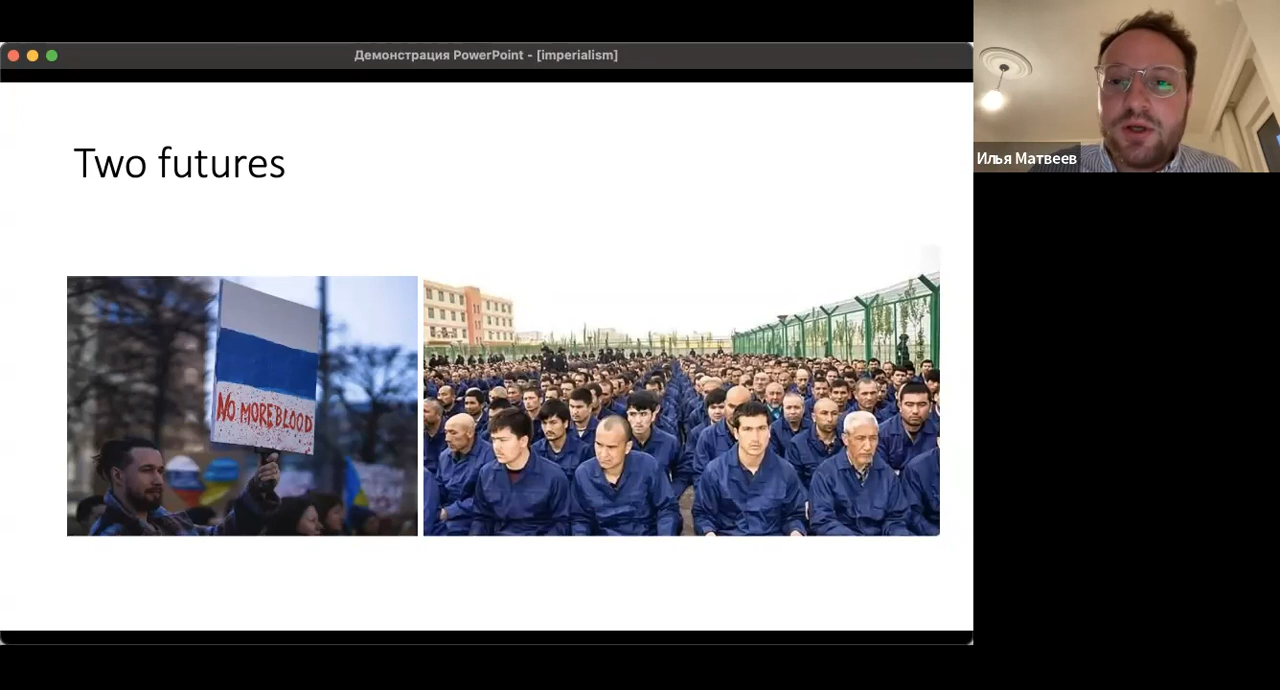 Демонстрация PowerPoint - [imperialism]
Илья Матвеев
Two futures
NO MORE BLOOD